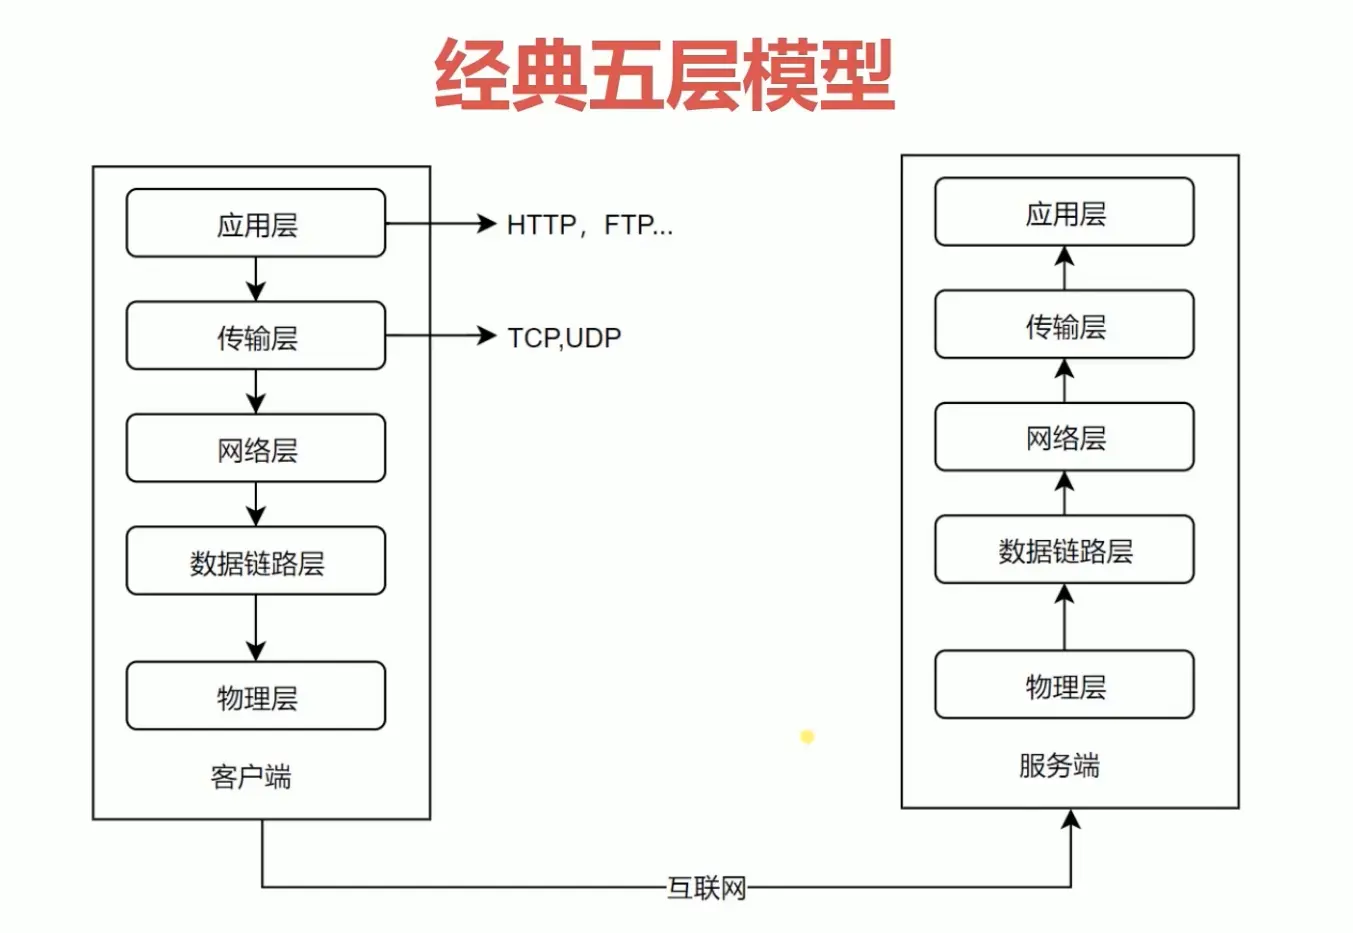 经典五层模型
应用层
HTTP，FTP...
传输层
TCP,UDP
网络层
数据链路层
物理层
客户端
应用层
传输层
网络层
数据链路层
物理层
服务端
互联网